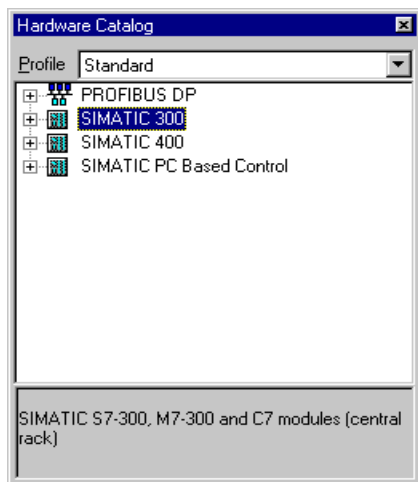 Hardware Catalog
Profile Standard
PROFIBUS DP
SIMATIC 300
SIMATIC 400
SIMATIC PC Based Control
SIMATIC S7-300, M7-300 and C7 modules (central
rack)